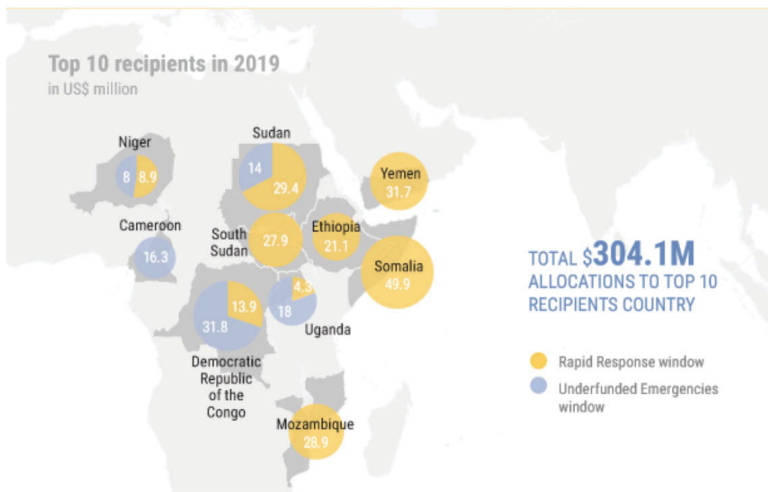 Top 10 recipients in 2019
in US$ million
Niger
8
8.9
Sudan
14
29.4
Yemen
31.7
Cameroon
16.3
South
Sudan
27.9
Ethiopia
21.1
Somalia
49.9
4.3
18
Uganda
13.9
31.8
Democratic
Republic
of the
Congo
Mozambique
28.9
TOTAL $304.1M
ALLOCATIONS TO TOP 10
RECIPIENTS COUNTRY
Rapid Response window
Underfunded Emergencies
window